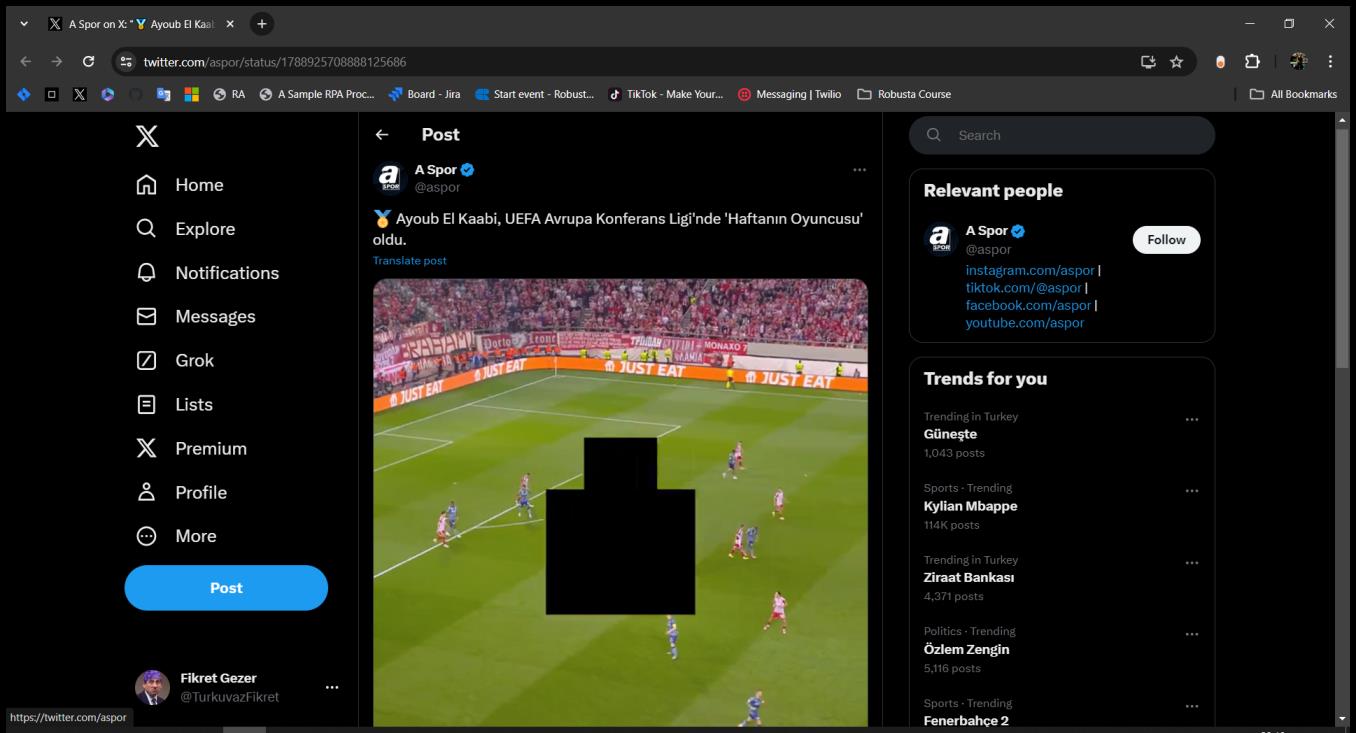 A Spor on X: "🏅 Ayoub El Kaal
twitter.com/aspor/status/1788925708888125686
RA
A Sample RPA Proc...
Board - Jira
Start event - Robust...
TikTok - Make Your...
Messaging | Twilio
Robusta Course
All Bookmarks
Home
Explore
Notifications
Messages
Grok
Lists
Premium
Profile
More
Post
Fikret Gezer
@TurkuvazFikret
https://twitter.com/aspor
Post
A Spor
@aspor
🏅 Ayoub El Kaabi, UEFA Avrupa Konferans Ligi'nde 'Haftanın Oyuncusu'
oldu.
Translate post
JUST EAT
JUST EAT
JUST EAT
JUST EAT
MONAXO 7
Search
Relevant people
A Spor
@aspor
Follow
instagram.com/aspor |
tiktok.com/@aspor |
facebook.com/aspor |
youtube.com/aspor
Trends for you
Trending in Turkey
Güneşte
1,043 posts
Sports · Trending
Kylian Mbappe
114K posts
Trending in Turkey
Ziraat Bankası
4,371 posts
Politics · Trending
Özlem Zengin
5,116 posts
Sports · Trending
Fenerbahçe 2